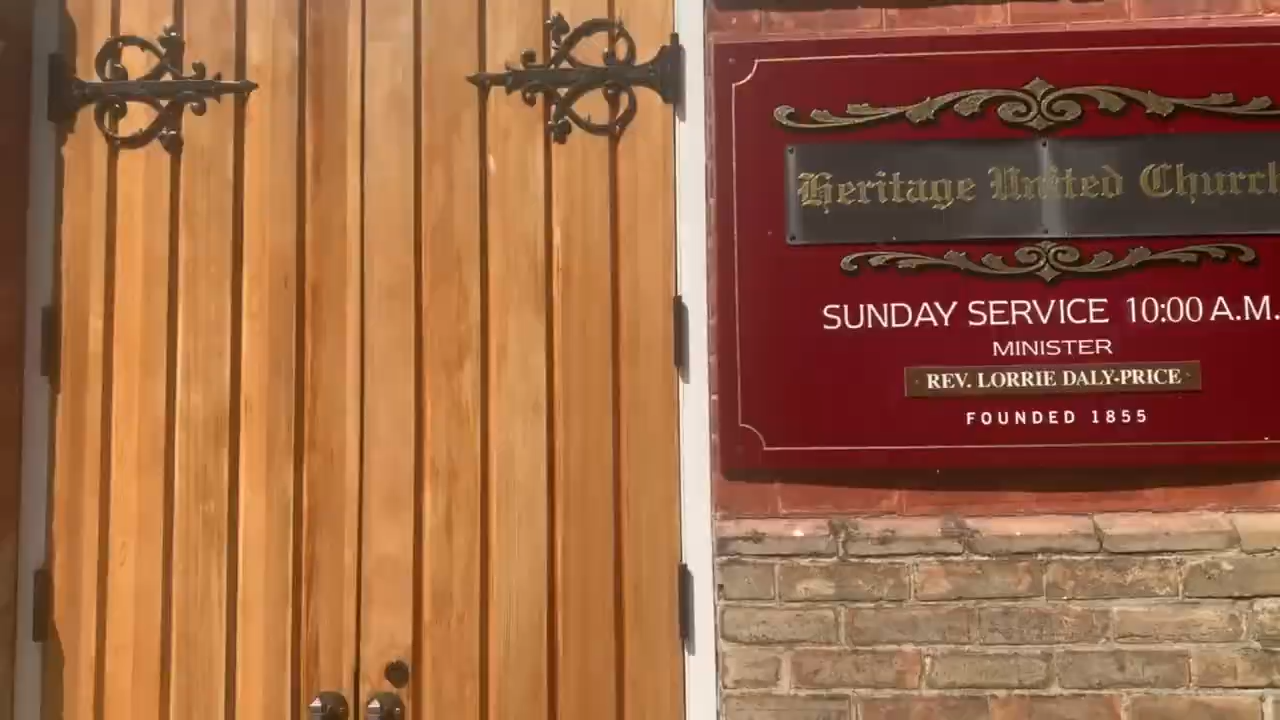 Heritage United Church
SUNDAY SERVICE 10:00 A.M.
MINISTER
REV. LORRIE DALY-PRICE
FOUNDED 1855